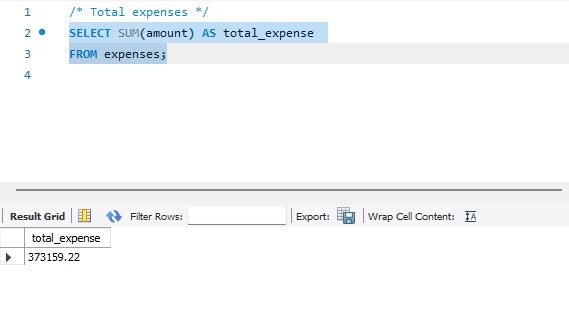 1 /* Total expenses */
2 SELECT SUM(amount) AS total_expense
3 FROM expenses;
4
Result Grid Filter Rows: Export: Wrap Cell Content: IA
total_expense
373159.22